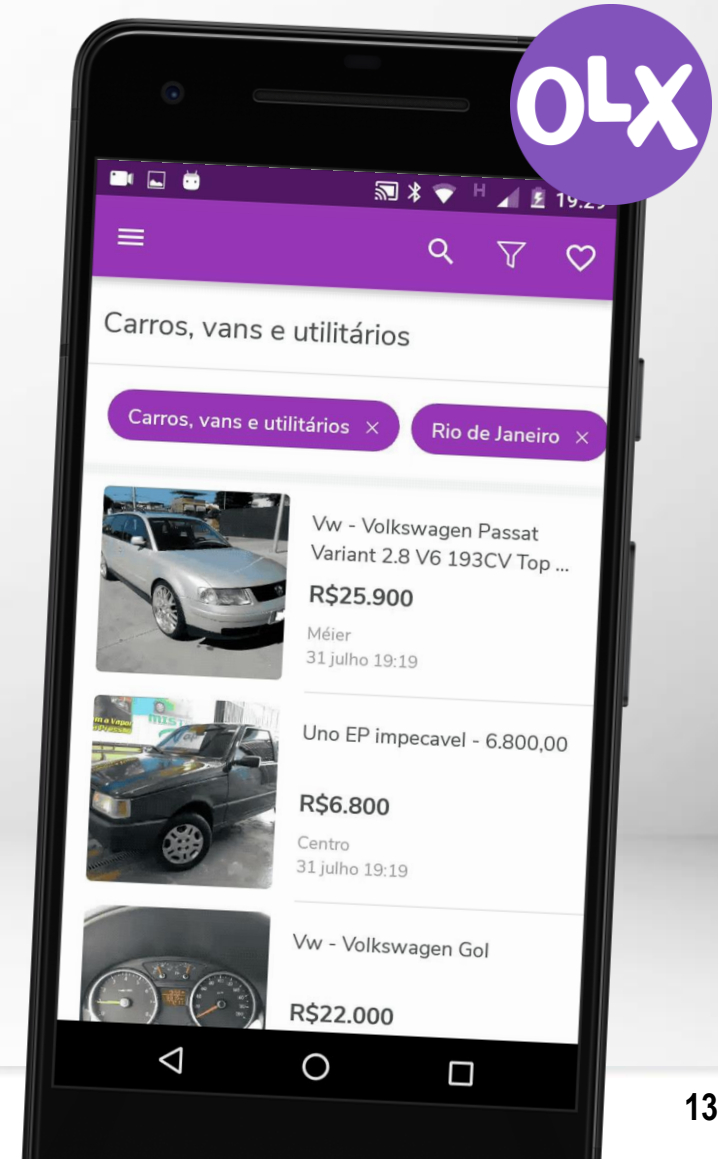 OLX
H
19:29
Carros, vans e utilitários
Carros, vans e utilitários ×
Rio de Janeiro ×
Vw - Volkswagen Passat
Variant 2.8 V6 193CV Top ...
R$25.900
Méier
31 julho 19:19
Uno EP impecavel - 6.800,00
R$6.800
Centro
31 julho 19:19
Vw - Volkswagen Gol
R$22.000
13